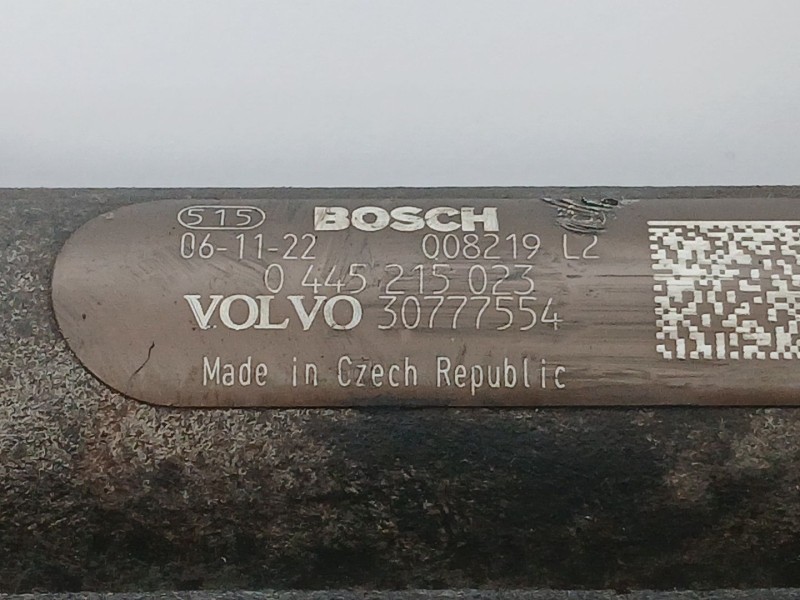 515 BOSCH
06-11-22 008219 L2
0 445 215 023
VOLVO 30777554
Made in Czech Republic